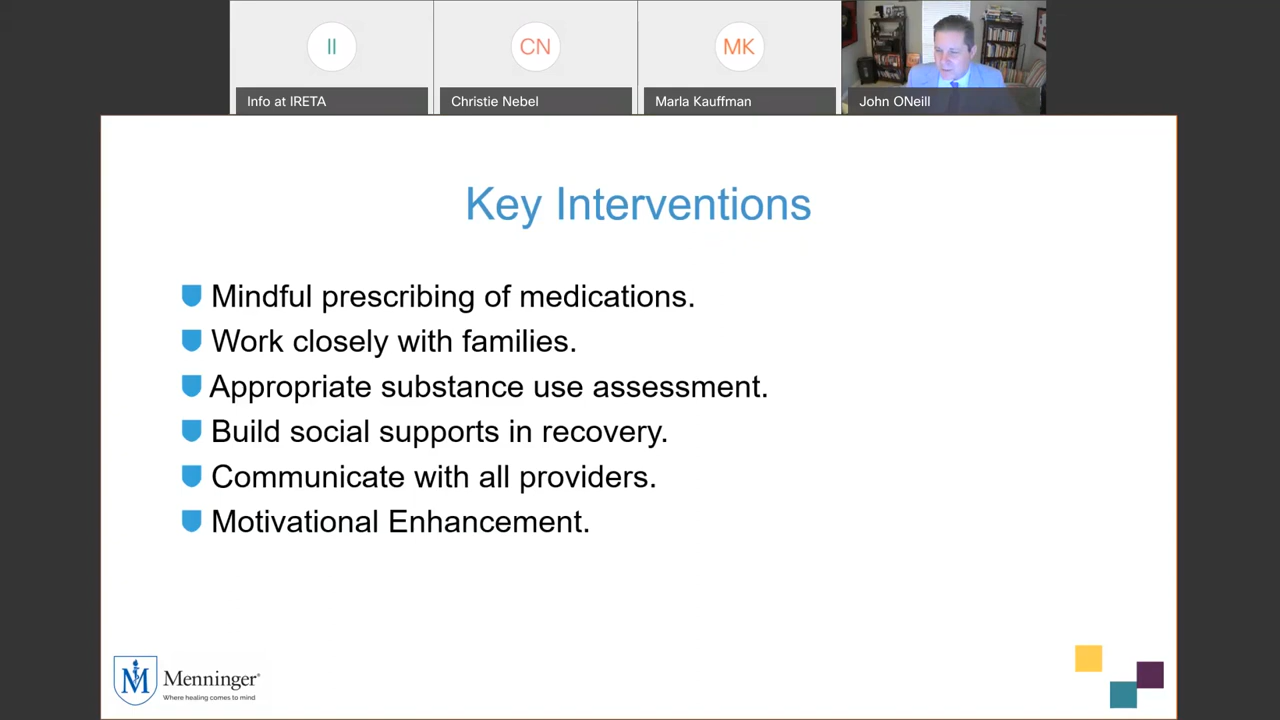 II
CN
MK
Info at IRETA
Christie Nebel
Marla Kauffman
John ONeill
Key Interventions
Mindful prescribing of medications.
Work closely with families.
Appropriate substance use assessment.
Build social supports in recovery.
Communicate with all providers.
Motivational Enhancement.
M
Menninger®
Where healing comes to mind